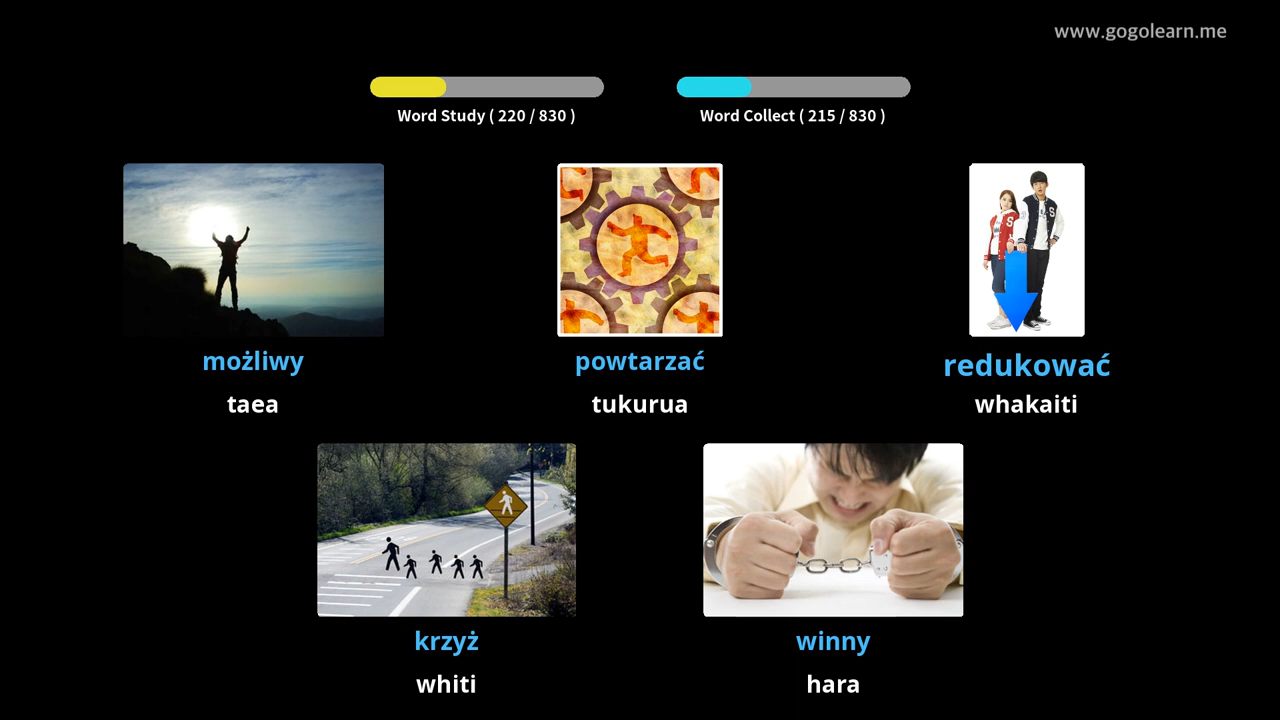 www.gogolearn.me
Word Study ( 220 / 830 )
Word Collect ( 215 / 830 )
możliwy
powtarzać
redukować
taea
tukurua
whakaiti
krzyż
winny
whiti
hara
S
S